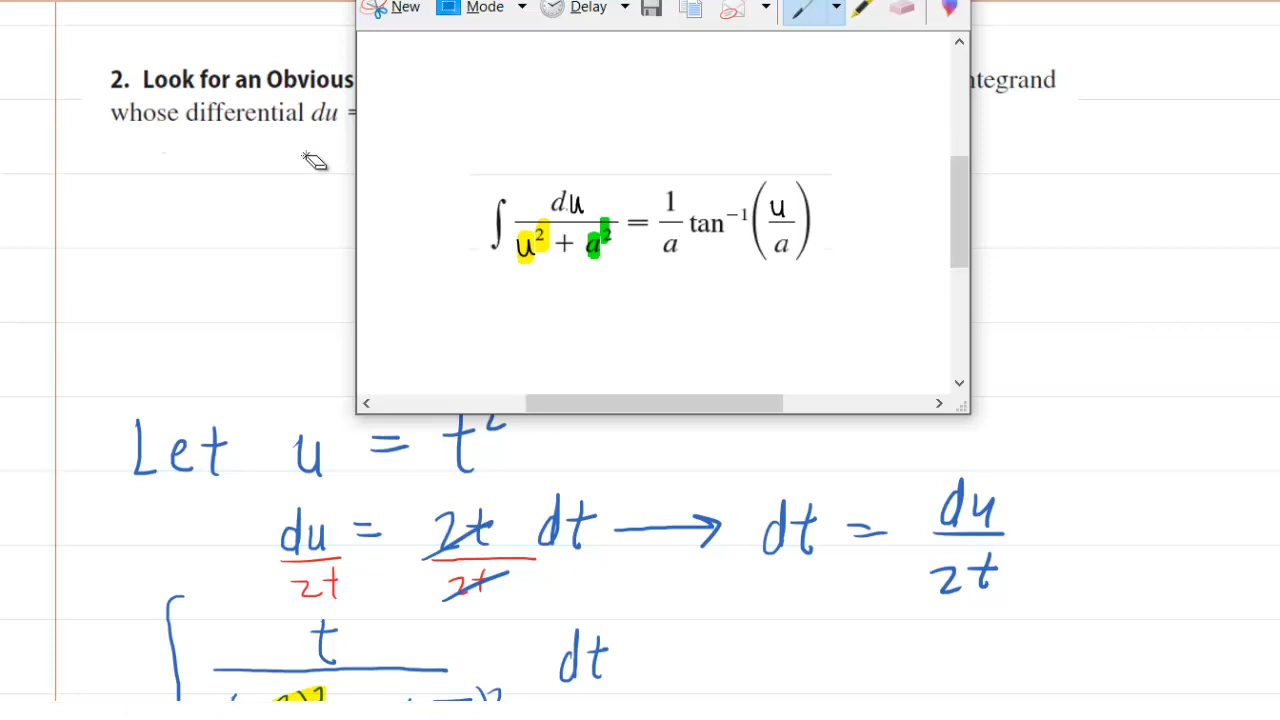 New Mode Delay
2. Look for an Obvious ntegrand
whose differential du =
∫ du / (u² + a²) = 1/a tan⁻¹(u/a)
Let u = t²
du/2t = 2t/2t dt → dt = du/2t
∫ t dt